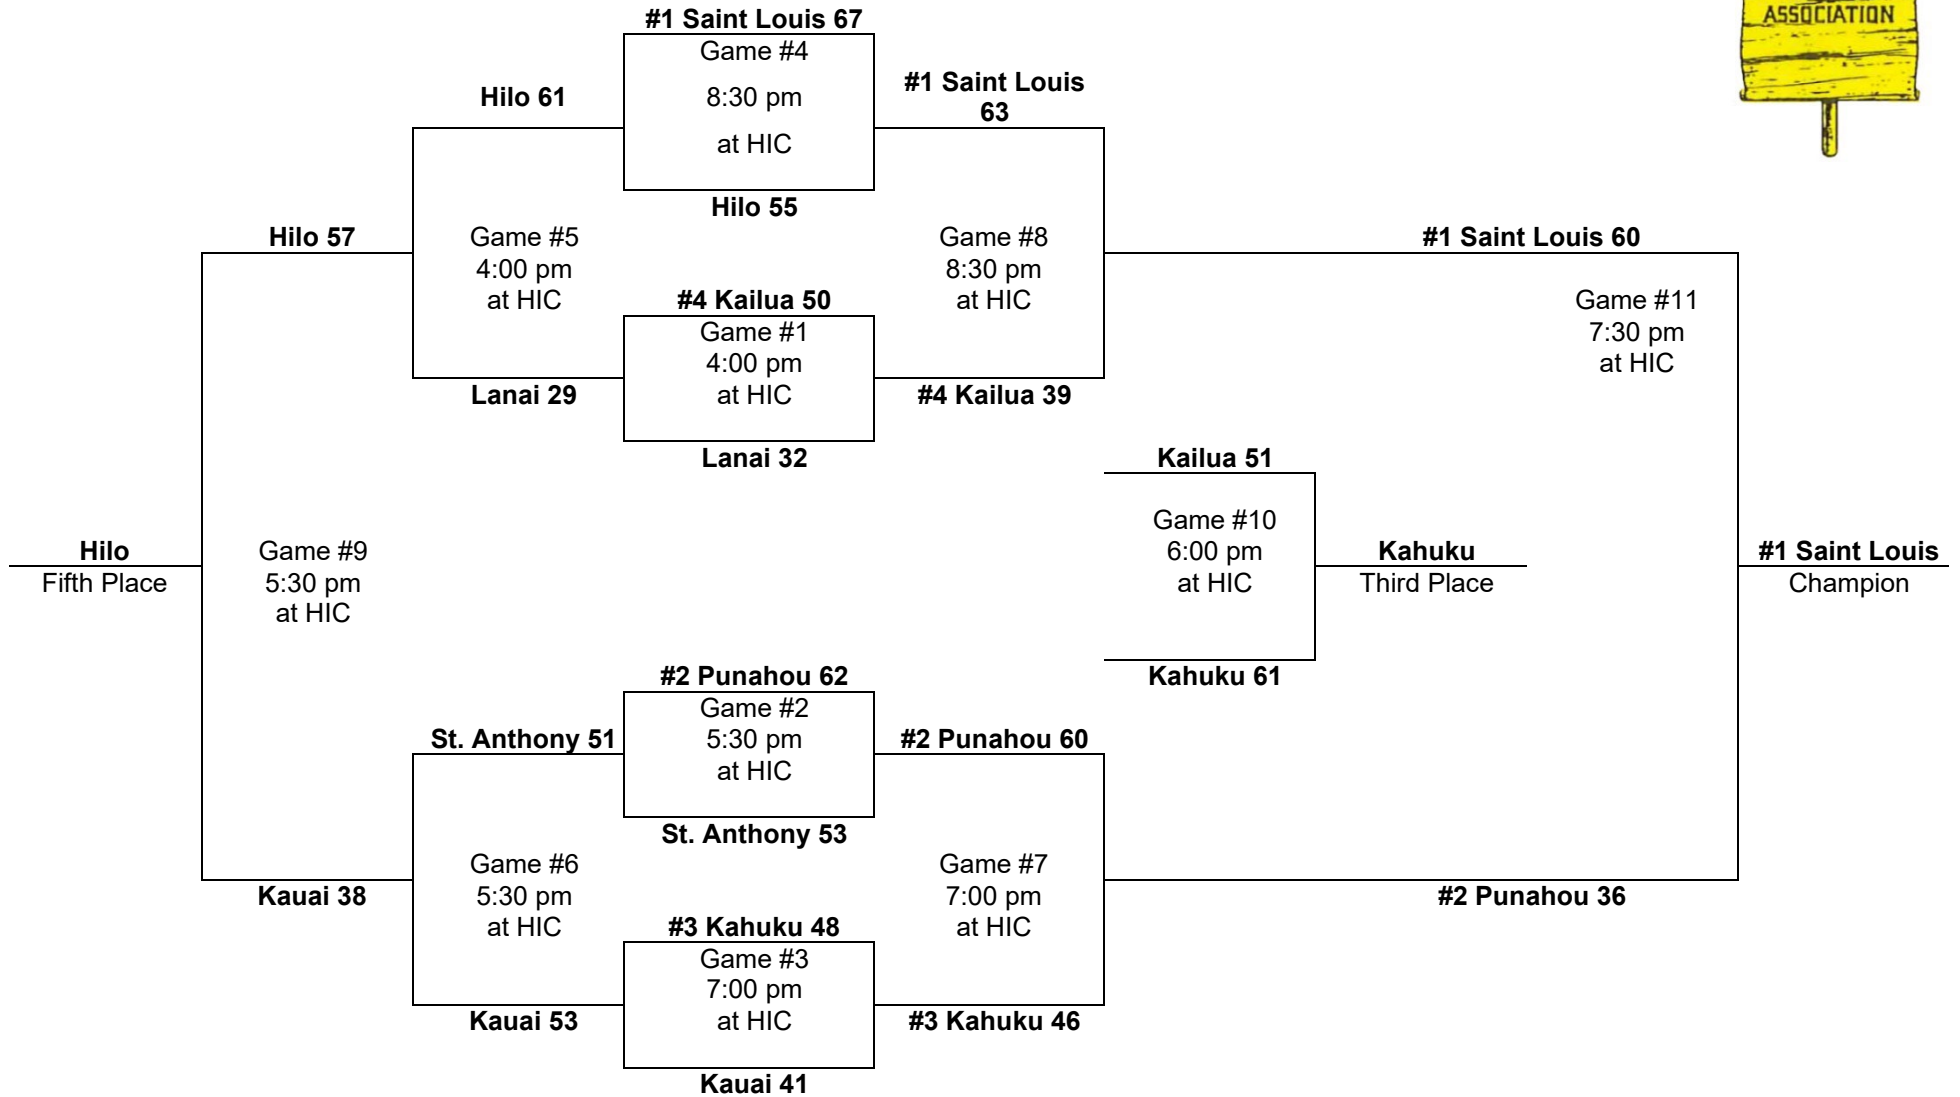 #1 Saint Louis 67
ASSOCIATION
Game #4
8:30 pm
at HIC
Hilo 61
#1 Saint Louis
63
Hilo 55
Hilo 57
Game #5
4:00 pm
at HIC
Game #8
8:30 pm
at HIC
#1 Saint Louis 60
#4 Kailua 50
Game #1
4:00 pm
at HIC
Game #11
7:30 pm
at HIC
Lanai 29
#4 Kailua 39
Lanai 32
Kailua 51
Game #10
6:00 pm
at HIC
Hilo
Fifth Place
Game #9
5:30 pm
at HIC
Kahuku
Third Place
#1 Saint Louis
Champion
Kahuku 61
#2 Punahou 62
Game #2
5:30 pm
at HIC
St. Anthony 51
#2 Punahou 60
St. Anthony 53
Game #6
5:30 pm
at HIC
Game #7
7:00 pm
at HIC
Kauai 38
#2 Punahou 36
#3 Kahuku 48
Game #3
7:00 pm
at HIC
Kauai 53
#3 Kahuku 46
Kauai 41